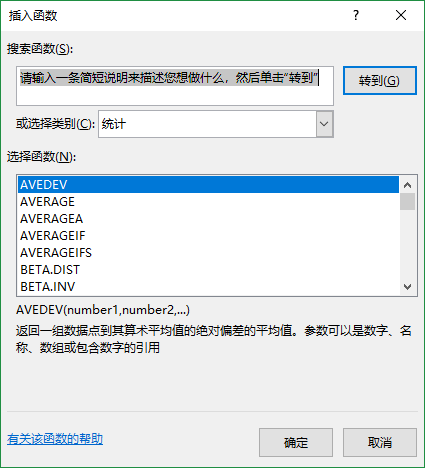 插入函数
搜索函数(S):
请输入一条简短说明来描述您想做什么，然后单击“转到”
转到(G)
或选择类别(C): 统计
选择函数(N):
AVEDEV
AVERAGE
AVERAGEA
AVERAGEIF
AVERAGEIFS
BETA.DIST
BETA.INV
AVEDEV(number1,number2,...)
返回一组数据点到其算术平均值的绝对偏差的平均值。参数可以是数字、名
称、数组或包含数字的引用
有关该函数的帮助
确定
取消